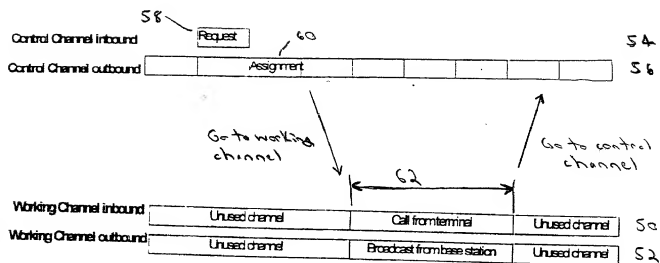 58
Request
60
Control Channel inbound
54
Control Channel outbound
Assignment
56
Go to working
channel
Go to control
channel
62
Working Channel inbound
Unused channel
Call from terminal
Unused channel
50
Working Channel outbound
Unused channel
Broadcast from base station
Unused channel
52